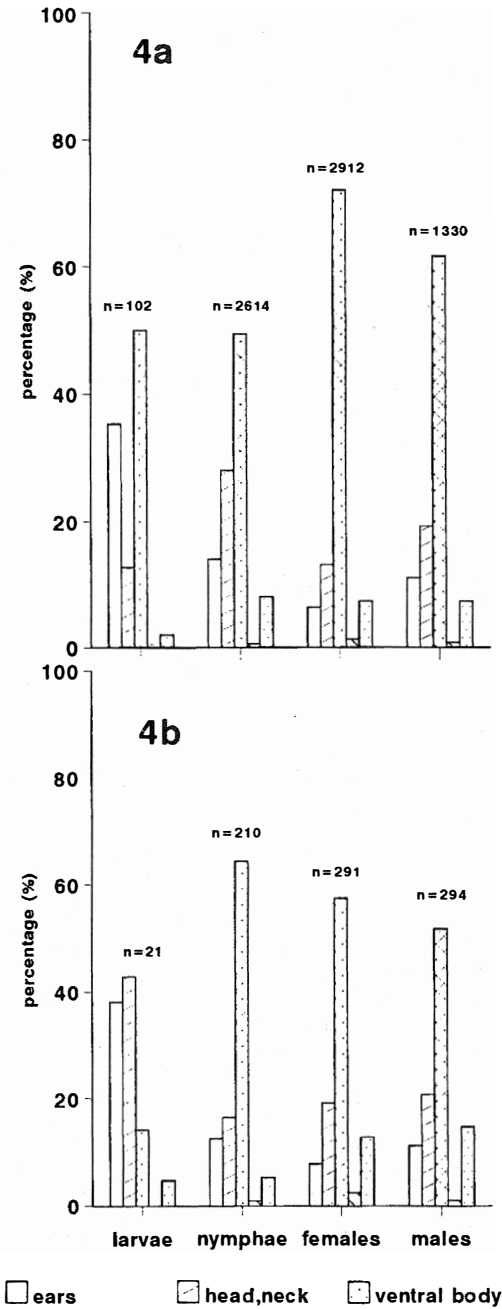 100
4a
80
n=2912
n=1330
60
n=102
n=2614
percentage (%)
40
20
0
100
4b
80
n=210
n=291
n=294
60
n=21
percentage (%)
40
20
0
larvae nymphae females males
ears head,neck ventral body